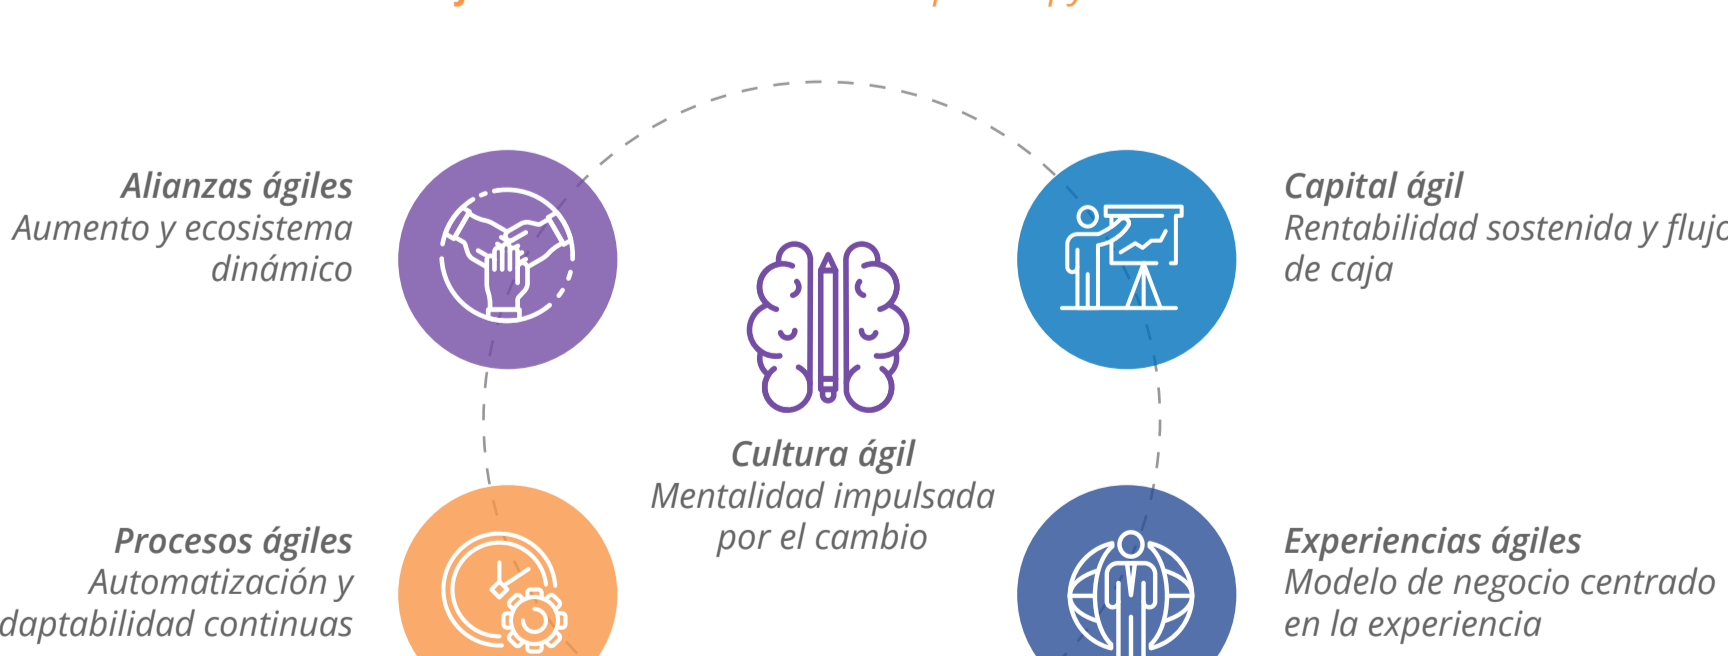 Alianzas ágiles
Aumento y ecosistema
dinámico
Capital ágil
Rentabilidad sostenida y flujo
de caja
Cultura ágil
Mentalidad impulsada
por el cambio
Procesos ágiles
Automatización y
daptabilidad continuas
Experiencias ágiles
Modelo de negocio centrado
en la experiencia